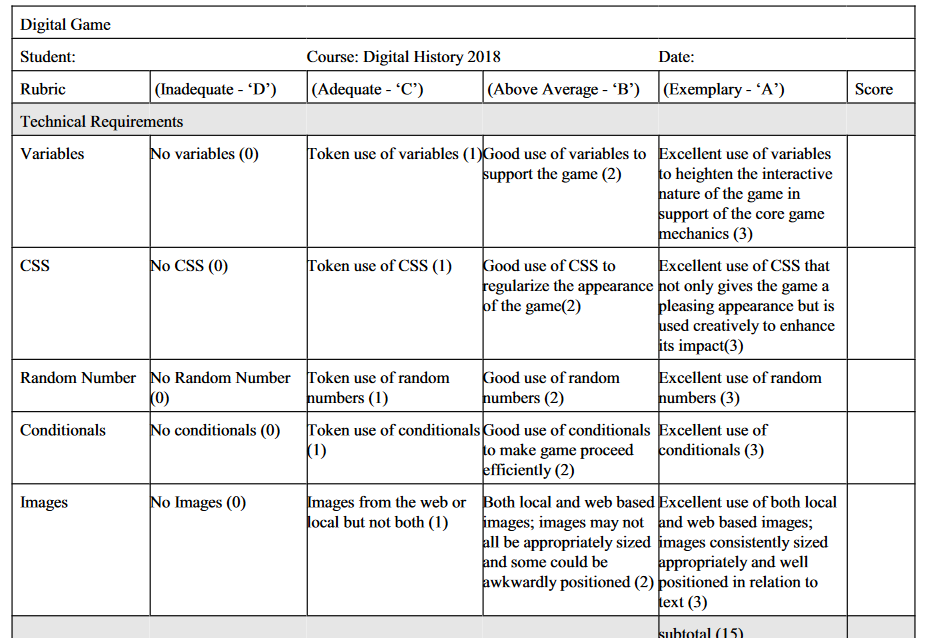 Digital Game
Student: Course: Digital History 2018 Date:
Rubric (Inadequate - ‘D’) (Adequate - ‘C’) (Above Average - ‘B’) (Exemplary - ‘A’) Score
Technical Requirements
Variables
No variables (0)
Token use of variables (1)
Good use of variables to
support the game (2)
Excellent use of variables
to heighten the interactive
nature of the game in
support of the core game
mechanics (3)
CSS
No CSS (0)
Token use of CSS (1)
Good use of CSS to
regularize the appearance
of the game(2)
Excellent use of CSS that
not only gives the game a
pleasing appearance but is
used creatively to enhance
its impact(3)
Random Number
No Random Number
(0)
Token use of random
numbers (1)
Good use of random
numbers (2)
Excellent use of random
numbers (3)
Conditionals
No conditionals (0)
Token use of conditionals
(1)
Good use of conditionals
to make game proceed
efficiently (2)
Excellent use of
conditionals (3)
Images
No Images (0)
Images from the web or
local but not both (1)
Both local and web based
images; images may not
all be appropriately sized
and some could be
awkwardly positioned (2)
Excellent use of both local
and web based images;
images consistently sized
appropriately and well
positioned in relation to
text (3)
subtotal (15)